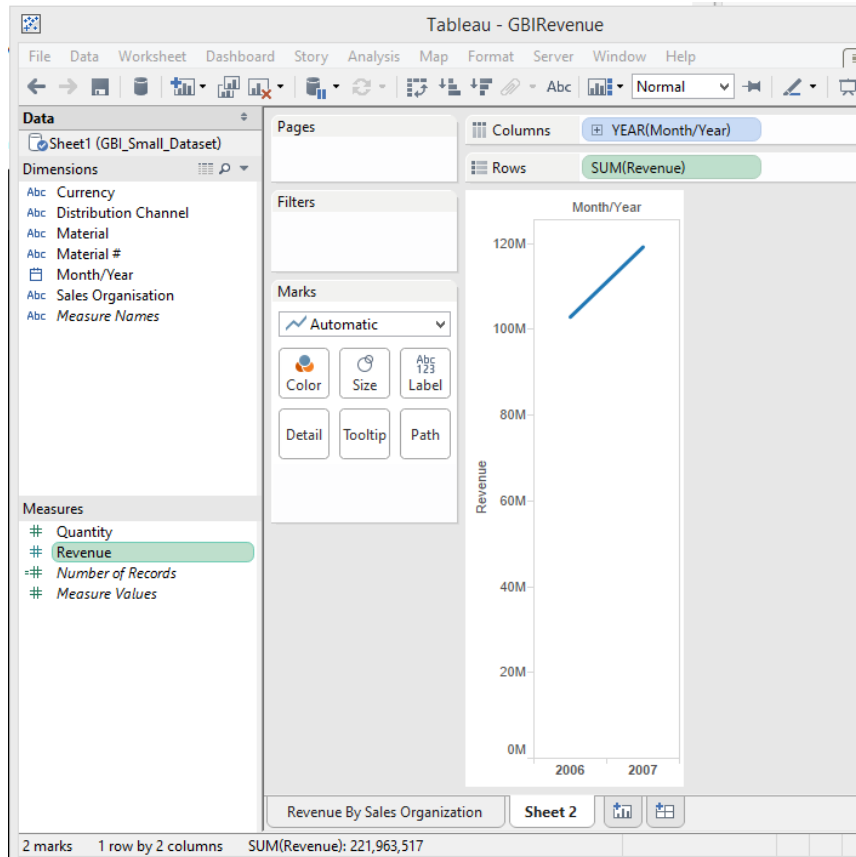 Tableau - GBIRevenue
File Data Worksheet Dashboard Story Analysis Map Format Server Window Help
Abc Normal
Data
Sheet1 (GBI_Small_Dataset)
Dimensions
Abc Currency
Abc Distribution Channel
Abc Material
Abc Material #
Month/Year
Abc Sales Organisation
Abc Measure Names
Measures
# Quantity
# Revenue
=# Number of Records
# Measure Values
Pages
Filters
Marks
Automatic
Color
Size
Abc
123
Label
Detail
Tooltip
Path
Columns YEAR(Month/Year)
Rows SUM(Revenue)
Month/Year
120M
100M
80M
60M
40M
20M
0M
Revenue
2006 2007
Revenue By Sales Organization Sheet 2
2 marks 1 row by 2 columns SUM(Revenue): 221,963,517